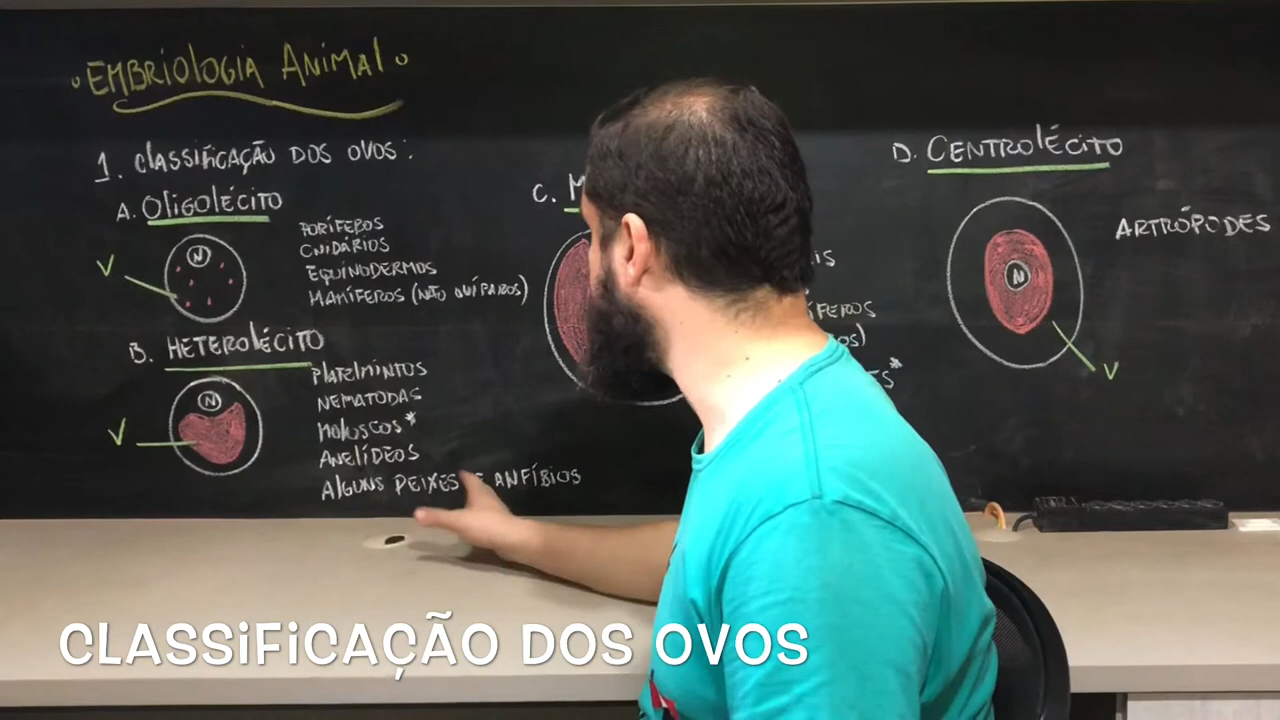 EMBRIOLOGIA ANIMAL
1. CLASSIFICAÇÃO DOS OVOS:
A. OLIGOLÉCITO
N
V
PORÍFEROS
CNIDÁRIOS
EQUINODERMOS
MAMÍFEROS (NÃO OVÍPAROS)
B. HETEROLÉCITO
N
V
PLATELMINTOS
NEMATODAS
MOLUSCOS*
ANELÍDEOS
ALGUNS PEIXES E ANFÍBIOS
C. M
D. CENTROLÉCITO
N
V
ARTRÓPODES
CLASSIFICAÇÃO DOS OVOS